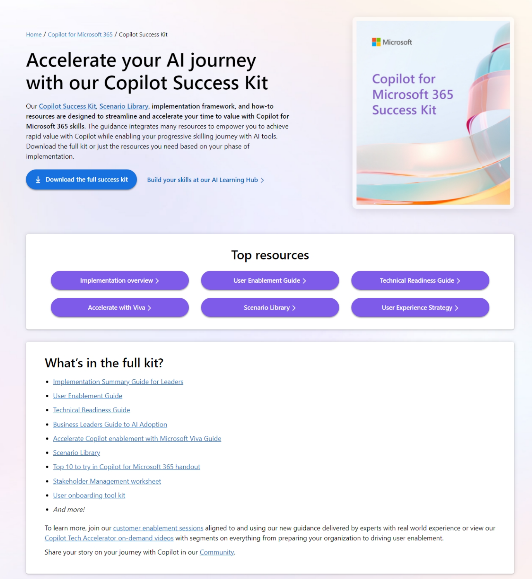 Home / Copilot for Microsoft 365 / Copilot Success Kit
Accelerate your AI journey
with our Copilot Success Kit
Our Copilot Success Kit, Scenario Library, implementation framework, and how-to
resources are designed to streamline and accelerate your time to value with Copilot for
Microsoft 365 skills. The guidance integrates many resources to empower you to achieve
rapid value with Copilot while enabling your progressive skilling journey with AI tools.
Download the full kit or just the resources you need based on your phase of
implementation.
Download the full success kit
Build your skills at our AI Learning Hub >
Microsoft
Copilot for
Microsoft 365
Success Kit
Top resources
Implementation overview >
User Enablement Guide >
Technical Readiness Guide >
Accelerate with Viva >
Scenario Library >
User Experience Strategy >
What's in the full kit?
• Implementation Summary Guide for Leaders
• User Enablement Guide
• Technical Readiness Guide
• Business Leaders Guide to AI Adoption
• Accelerate Copilot enablement with Microsoft Viva Guide
• Scenario Library
• Top 10 to try in Copilot for Microsoft 365 handout
• Stakeholder Management worksheet
• User onboarding tool kit
• And more!
To learn more, join our customer enablement sessions aligned to and using our new guidance delivered by experts with real world experience or view our
Copilot Tech Accelerator on-demand videos with segments on everything from preparing your organization to driving user enablement.
Share your story on your journey with Copilot in our Community.